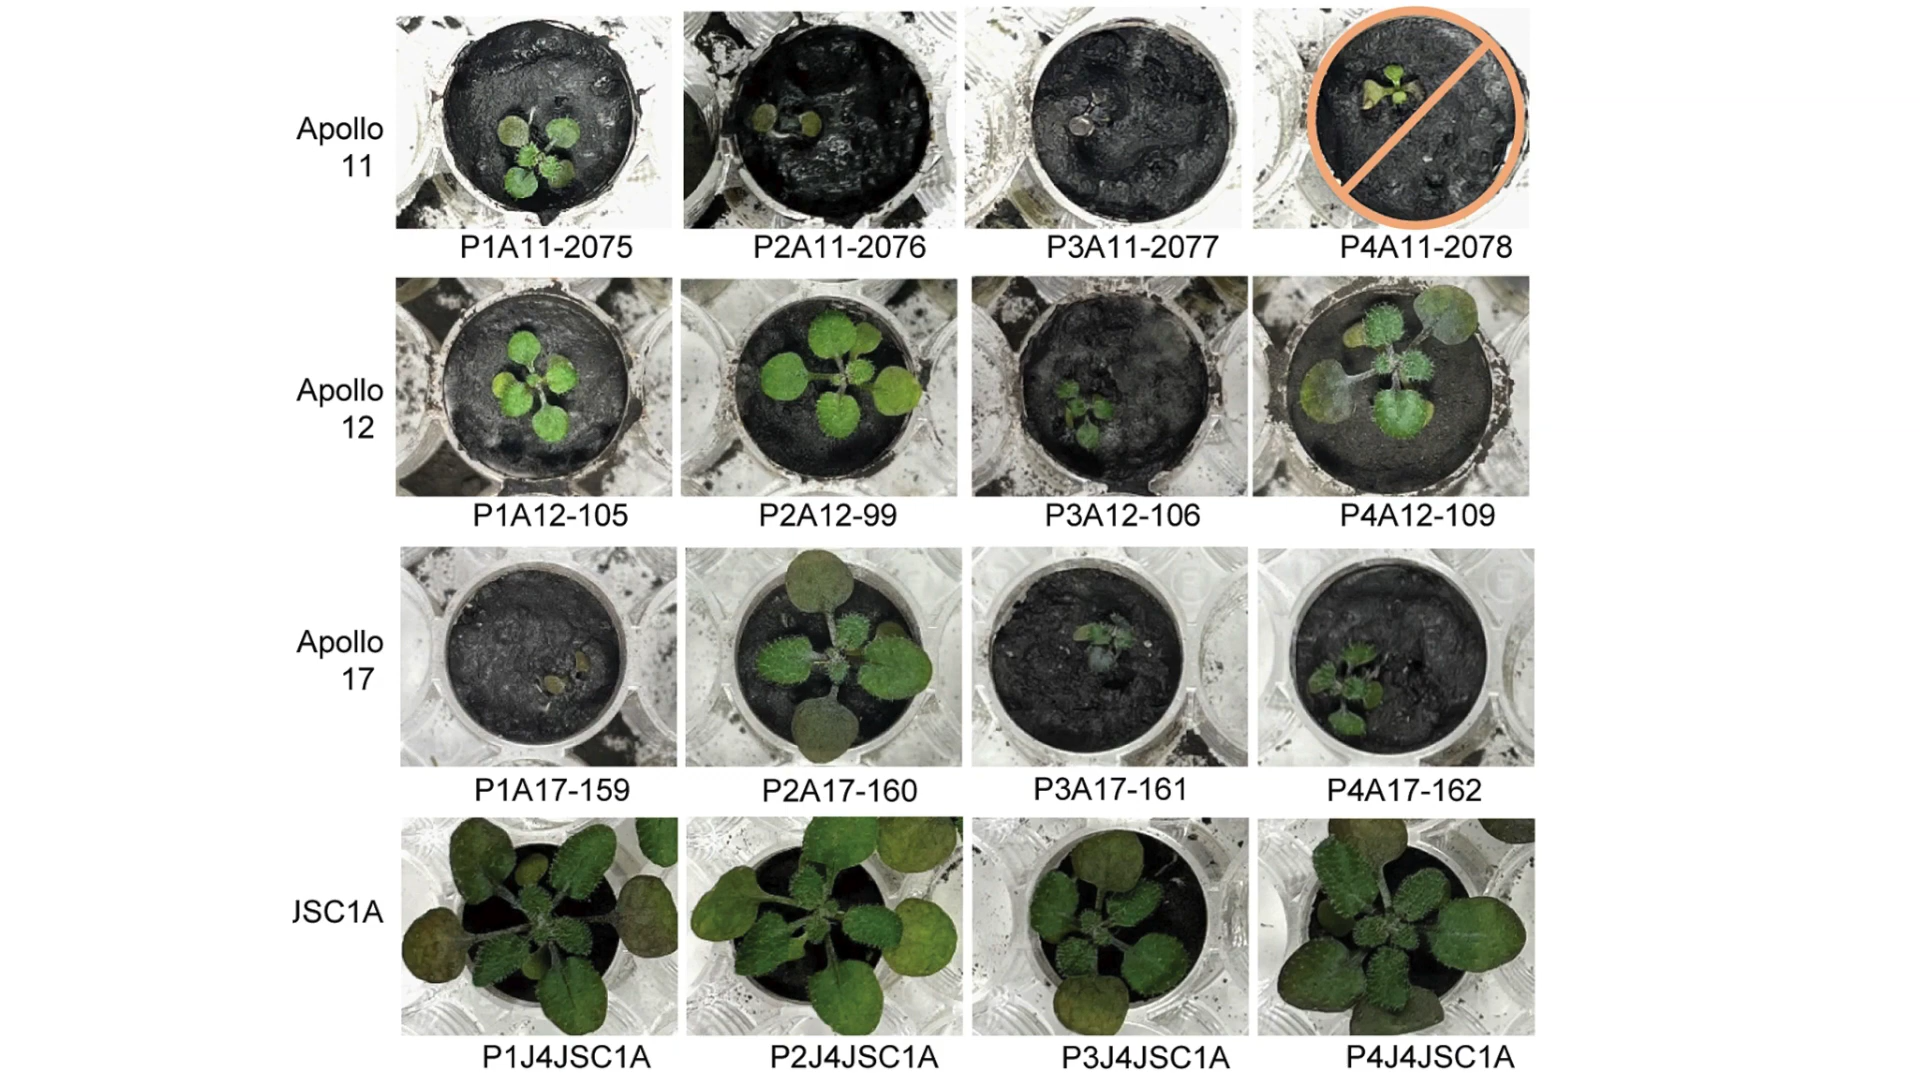 Apollo
11
P1A11-2075
P2A11-2076
P3A11-2077
P4A11-2078
Apollo
12
P1A12-105
P2A12-99
P3A12-106
P4A12-109
Apollo
17
P1A17-159
P2A17-160
P3A17-161
P4A17-162
JSC1A
P1J4JSC1A
P2J4JSC1A
P3J4JSC1A
P4J4JSC1A